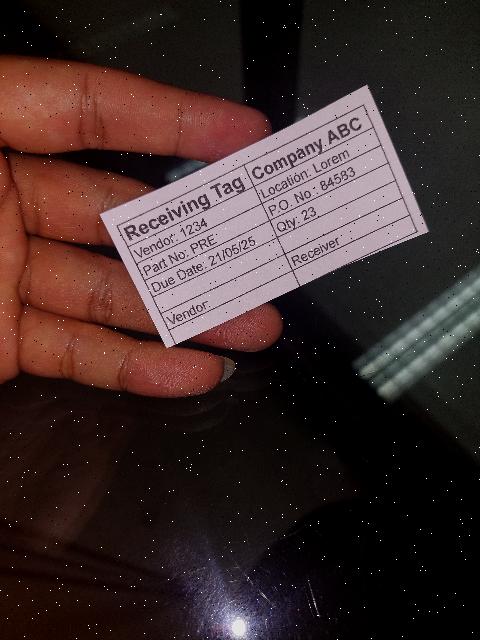 Receiving Tag Company ABC
Vendor: 1234 Location: Lorem
Part No: PRE P.O. No : 84583
Due Date: 21/05/25 Qty: 23
Vendor: Receiver